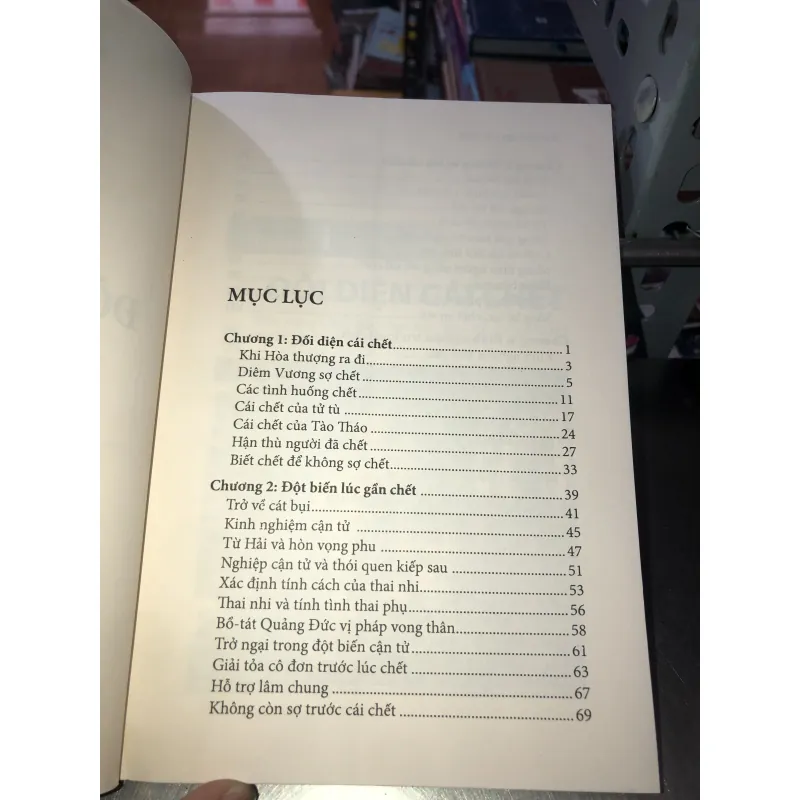 MỤC LỤC
Chương 1: Đối diện cái chết.......... 1
Khi Hòa thượng ra đi.......... 3
Diêm Vương sợ chết.......... 5
Các tình huống chết.......... 11
Cái chết của tử tù.......... 17
Cái chết của Tào Tháo.......... 24
Hận thù người đã chết.......... 27
Biết chết để không sợ chết.......... 33
Chương 2: Đột biến lúc gần chết.......... 39
Trở về cát bụi.......... 41
Kinh nghiệm cận tử.......... 45
Từ Hải và hòn vọng phu.......... 47
Nghiệp cận tử và thói quen kiếp sau.......... 51
Xác định tính cách của thai nhi.......... 53
Thai nhi và tính tình thai phụ.......... 56
Bồ-tát Quảng Đức vị pháp vong thân.......... 58
Trở ngại trong đột biến cận tử.......... 61
Giải tỏa cô đơn trước lúc chết.......... 63
Hỗ trợ lâm chung.......... 67
Không còn sợ trước cái chết.......... 69